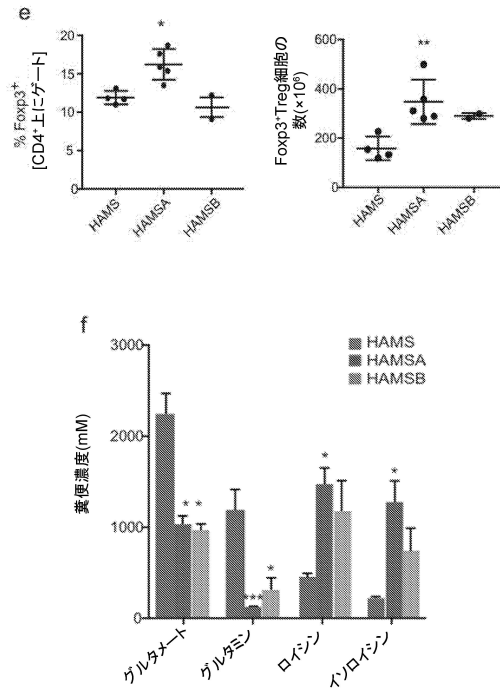 e
% Foxp3⁺
[CD4⁺上にゲート]
20
15
10
5
0
*
HAMS
HAMSA
HAMSB
Foxp3⁺Treg細胞の
数(×10⁶)
600
400
200
0
**
HAMS
HAMSA
HAMSB
f
HAMS
HAMSA
HAMSB
糞便濃度(mM)
3000
2000
1000
0
* *
***
*
*
*
グルタメート
グルタミン
ロイシン
イソロイシン